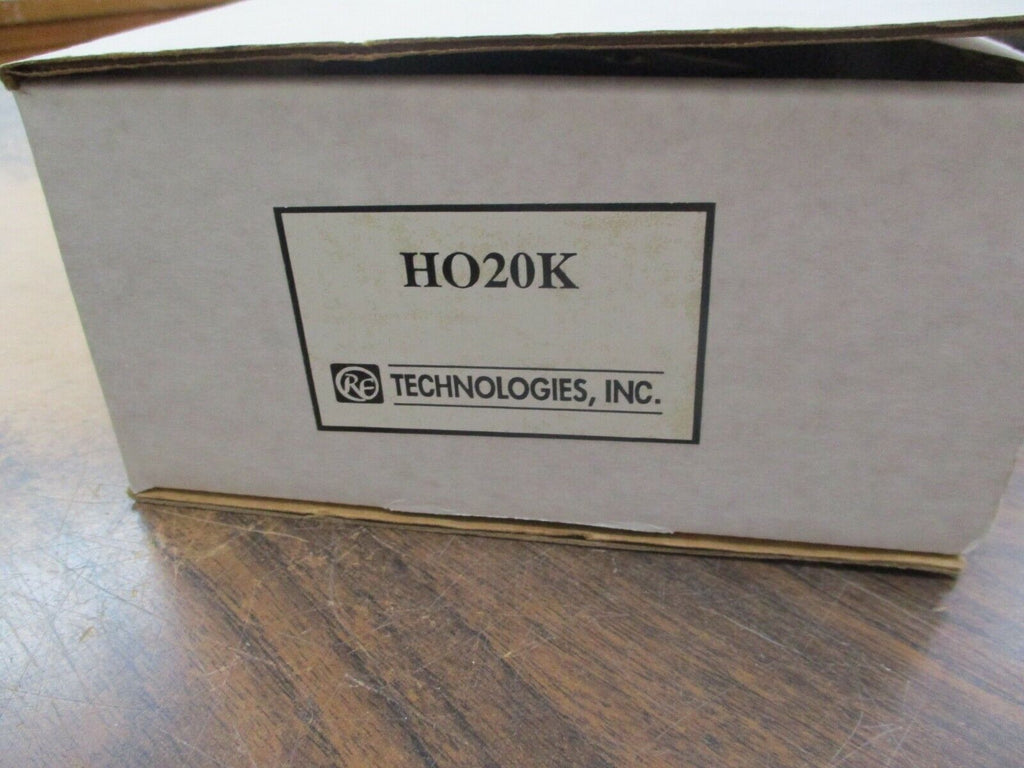 HO20K
RF TECHNOLOGIES, INC.